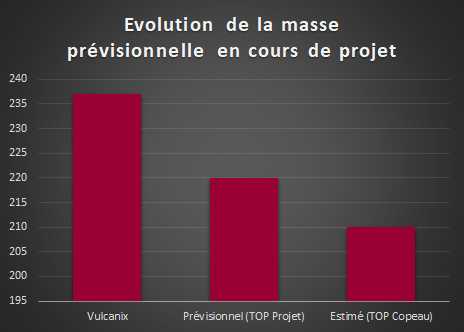 Evolution de la masse
prévisionnelle en cours de projet
240
235
230
225
220
215
210
205
200
195
Vulcanix
Prévisionnel (TOP Projet)
Estimé (TOP Copeau)